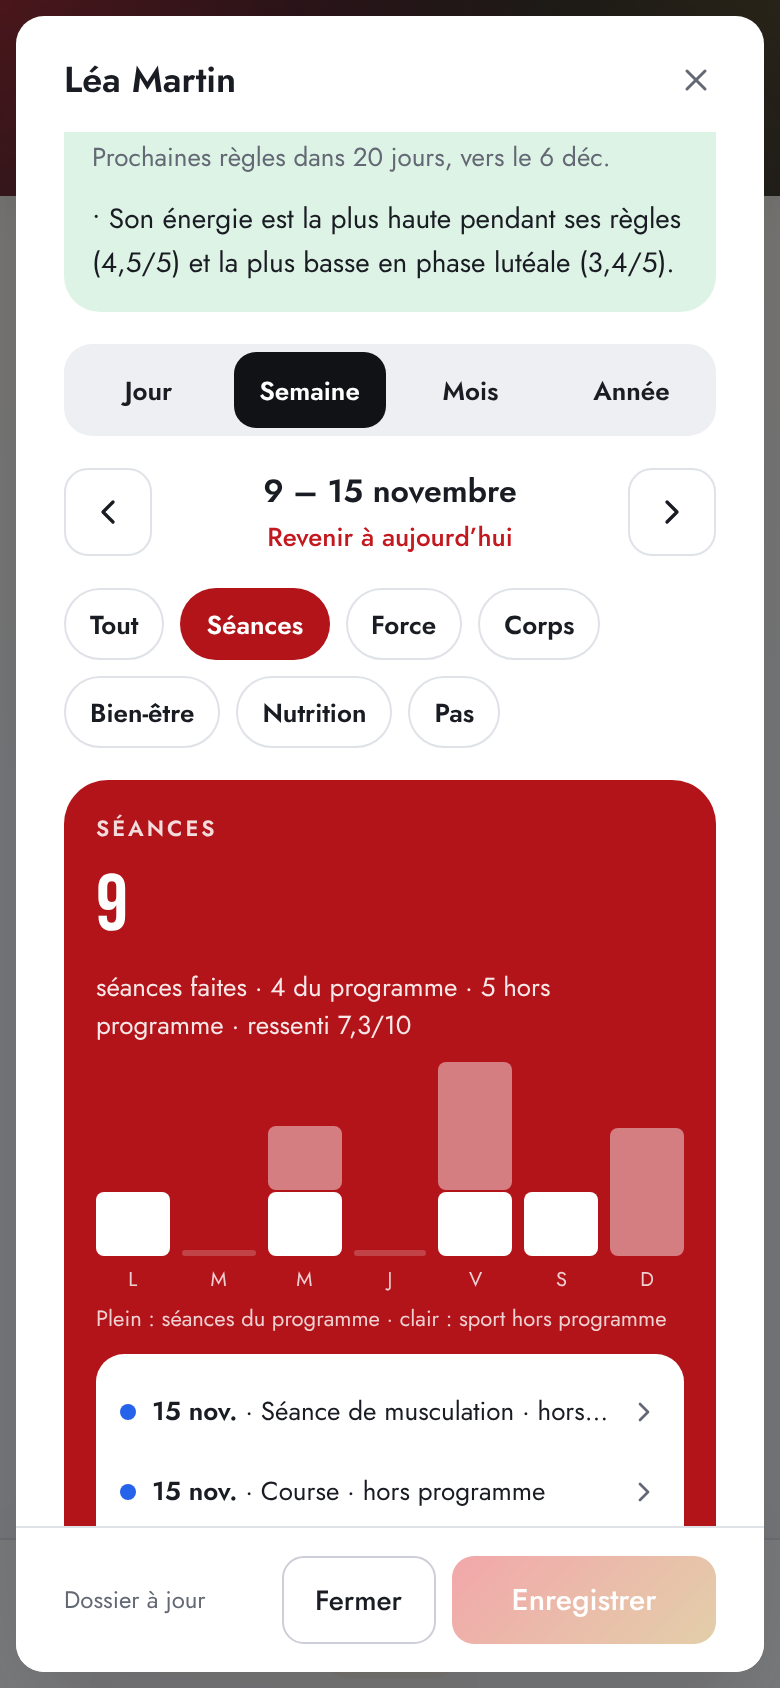 Léa Martin
Prochaines règles dans 20 jours, vers le 6 déc.
· Son énergie est la plus haute pendant ses règles
(4,5/5) et la plus basse en phase lutéale (3,4/5).
Jour Semaine Mois Année
9 – 15 novembre
Revenir à aujourd’hui
Tout Séances Force Corps
Bien-être Nutrition Pas
SÉANCES
9
séances faites · 4 du programme · 5 hors
programme · ressenti 7,3/10
L M M J V S D
Plein : séances du programme · clair : sport hors programme
15 nov. · Séance de musculation · hors…
15 nov. · Course · hors programme
Dossier à jour Fermer Enregistrer